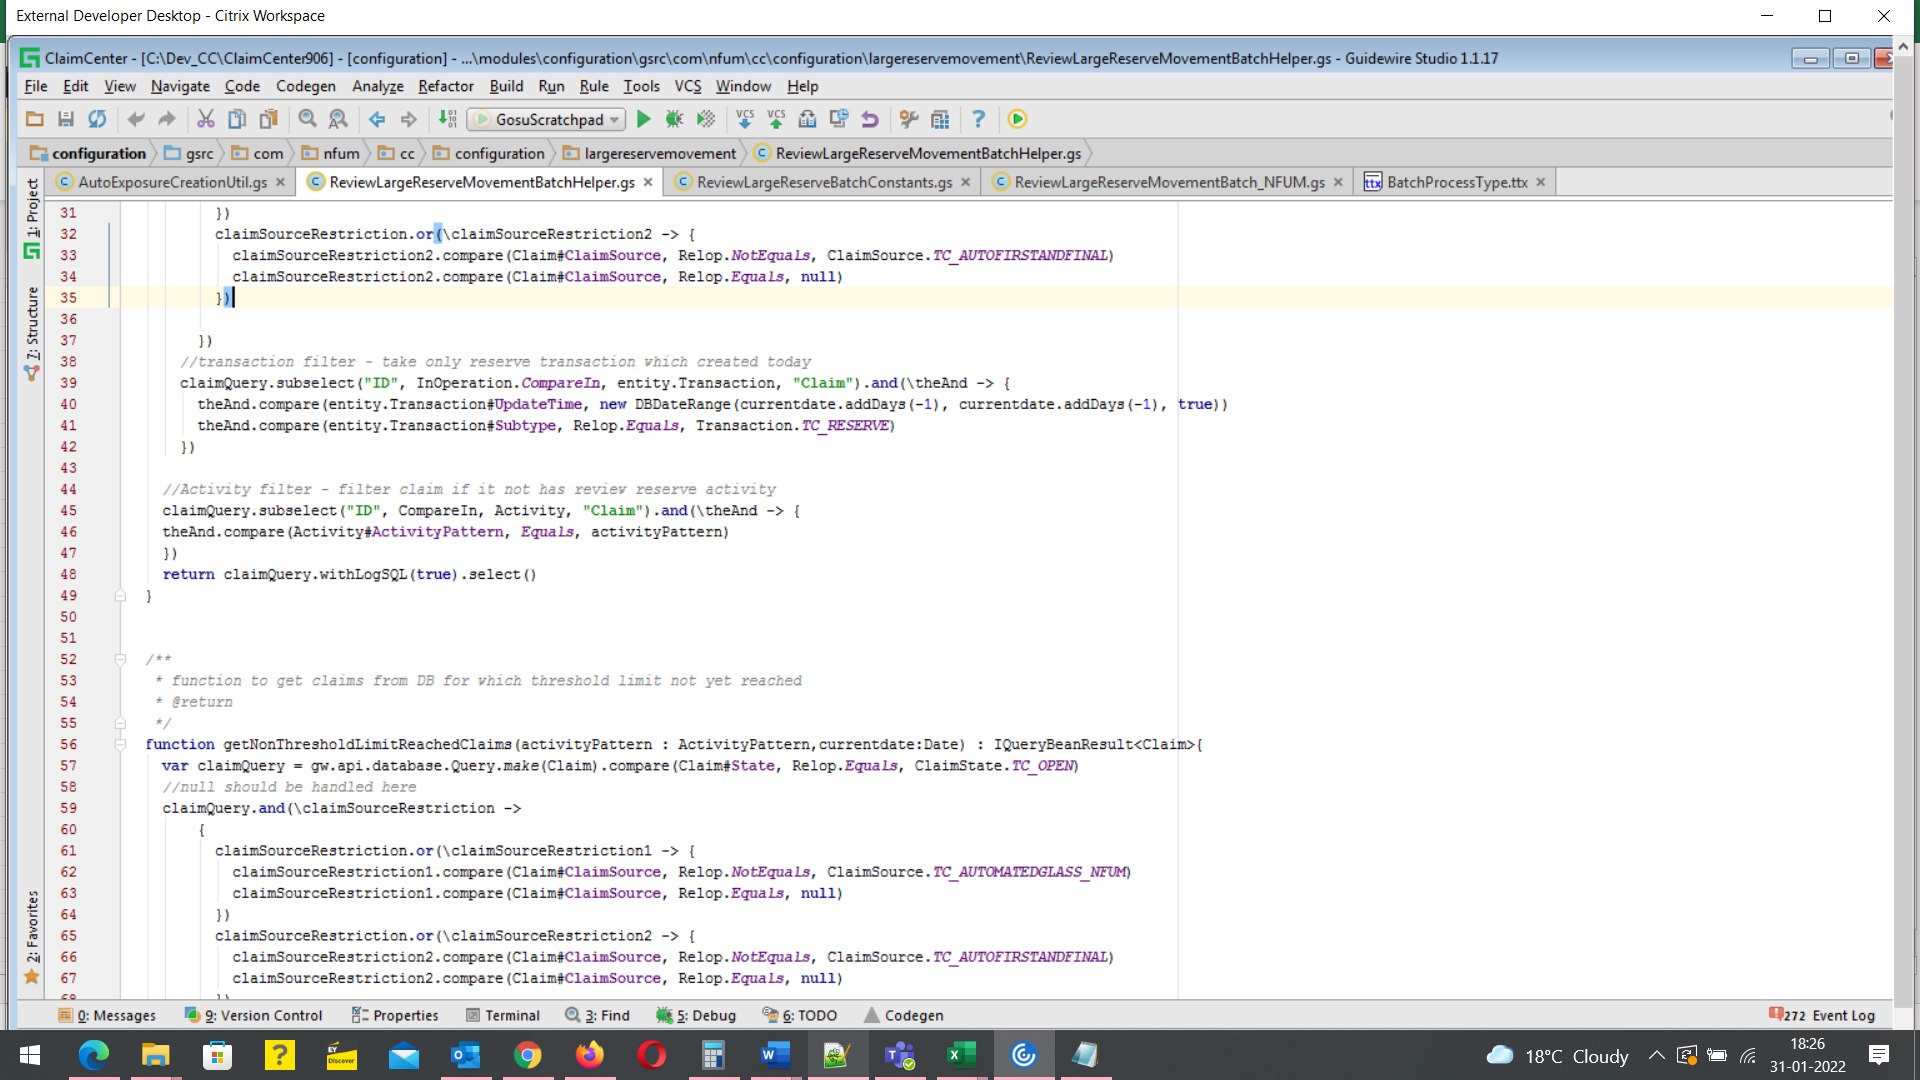 External Developer Desktop - Citrix Workspace
ClaimCenter - [C:\Dev_CC\ClaimCenter906] - [configuration] - ...\modules\configuration\gsrc\com\nfum\cc\configuration\largereservemovement\ReviewLargeReserveMovementBatchHelper.gs - Guidewire Studio 1.1.17
File Edit View Navigate Code Codegen Analyze Refactor Build Run Rule Tools VCS Window Help
GosuScratchpad VCS VCS
configuration gsrc com nfum cc configuration largereservemovement ReviewLargeReserveMovementBatchHelper.gs
AutoExposureCreationUtil.gs ReviewLargeReserveMovementBatchHelper.gs ReviewLargeReserveBatchConstants.gs ReviewLargeReserveMovementBatch_NFUM.gs ttx BatchProcessType.ttx
1: Project
7: Structure
2: Favorites
31 })
32 claimSourceRestriction.or(\claimSourceRestriction2 -> {
33 claimSourceRestriction2.compare(Claim#ClaimSource, Relop.NotEquals, ClaimSource.TC_AUTOFIRSTANDFINAL)
34 claimSourceRestriction2.compare(Claim#ClaimSource, Relop.Equals, null)
35 })
36
37 })
38 //transaction filter - take only reserve transaction which created today
39 claimQuery.subselect("ID", InOperation.CompareIn, entity.Transaction, "Claim").and(\theAnd -> {
40 theAnd.compare(entity.Transaction#UpdateTime, new DBDateRange(currentdate.addDays(-1), currentdate.addDays(-1), true))
41 theAnd.compare(entity.Transaction#Subtype, Relop.Equals, Transaction.TC_RESERVE)
42 })
43
44 //Activity filter - filter claim if it not has review reserve activity
45 claimQuery.subselect("ID", CompareIn, Activity, "Claim").and(\theAnd -> {
46 theAnd.compare(Activity#ActivityPattern, Equals, activityPattern)
47 })
48 return claimQuery.withLogSQL(true).select()
49 }
50
51
52 /**
53 * function to get claims from DB for which threshold limit not yet reached
54 * @return
55 */
56 function getNonThresholdLimitReachedClaims(activityPattern : ActivityPattern,currentdate:Date) : IQueryBeanResult<Claim>{
57 var claimQuery = gw.api.database.Query.make(Claim).compare(Claim#State, Relop.Equals, ClaimState.TC_OPEN)
58 //null should be handled here
59 claimQuery.and(\claimSourceRestriction ->
60 {
61 claimSourceRestriction.or(\claimSourceRestriction1 -> {
62 claimSourceRestriction1.compare(Claim#ClaimSource, Relop.NotEquals, ClaimSource.TC_AUTOMATEDGLASS_NFUM)
63 claimSourceRestriction1.compare(Claim#ClaimSource, Relop.Equals, null)
64 })
65 claimSourceRestriction.or(\claimSourceRestriction2 -> {
66 claimSourceRestriction2.compare(Claim#ClaimSource, Relop.NotEquals, ClaimSource.TC_AUTOFIRSTANDFINAL)
67 claimSourceRestriction2.compare(Claim#ClaimSource, Relop.Equals, null)
68 })
0: Messages 9: Version Control Properties Terminal 3: Find 5: Debug 6: TODO Codegen 272 Event Log
EY Discover
18°C Cloudy
18:26
31-01-2022